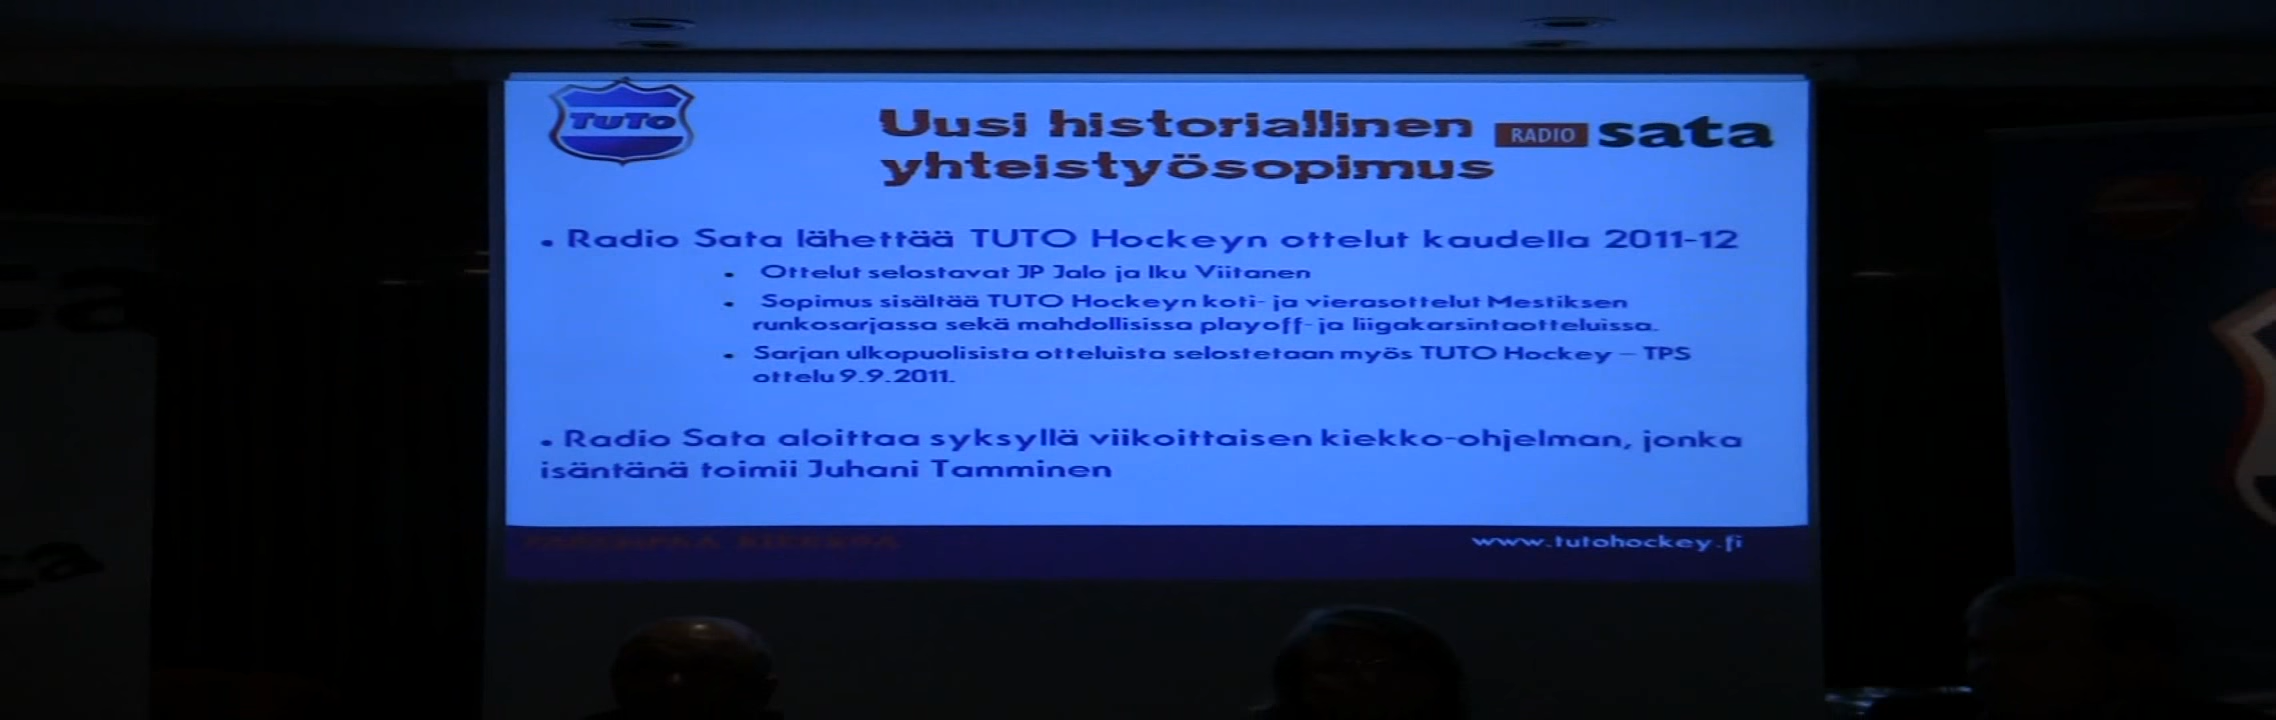 TUTO
Uusi historiallinen
RADIO sata
yhteistyösopimus
• Radio Sata lähettää TUTO Hockeyn ottelut kaudella 2011-12
• Ottelut selostavat JP Jalo ja Iku Viitanen
• Sopimus sisältää TUTO Hockeyn koti- ja vierasottelut Mestiksen
runkosarjassa sekä mahdollisissa playoff- ja liigakarsintaotteluissa.
• Sarjan ulkopuolisista otteluista selostetaan myös TUTO Hockey – TPS
ottelu 9.9.2011.
• Radio Sata aloittaa syksyllä viikoittaisen kiekko-ohjelman, jonka
isäntänä toimii Juhani Tamminen
www.tutohockey.fi